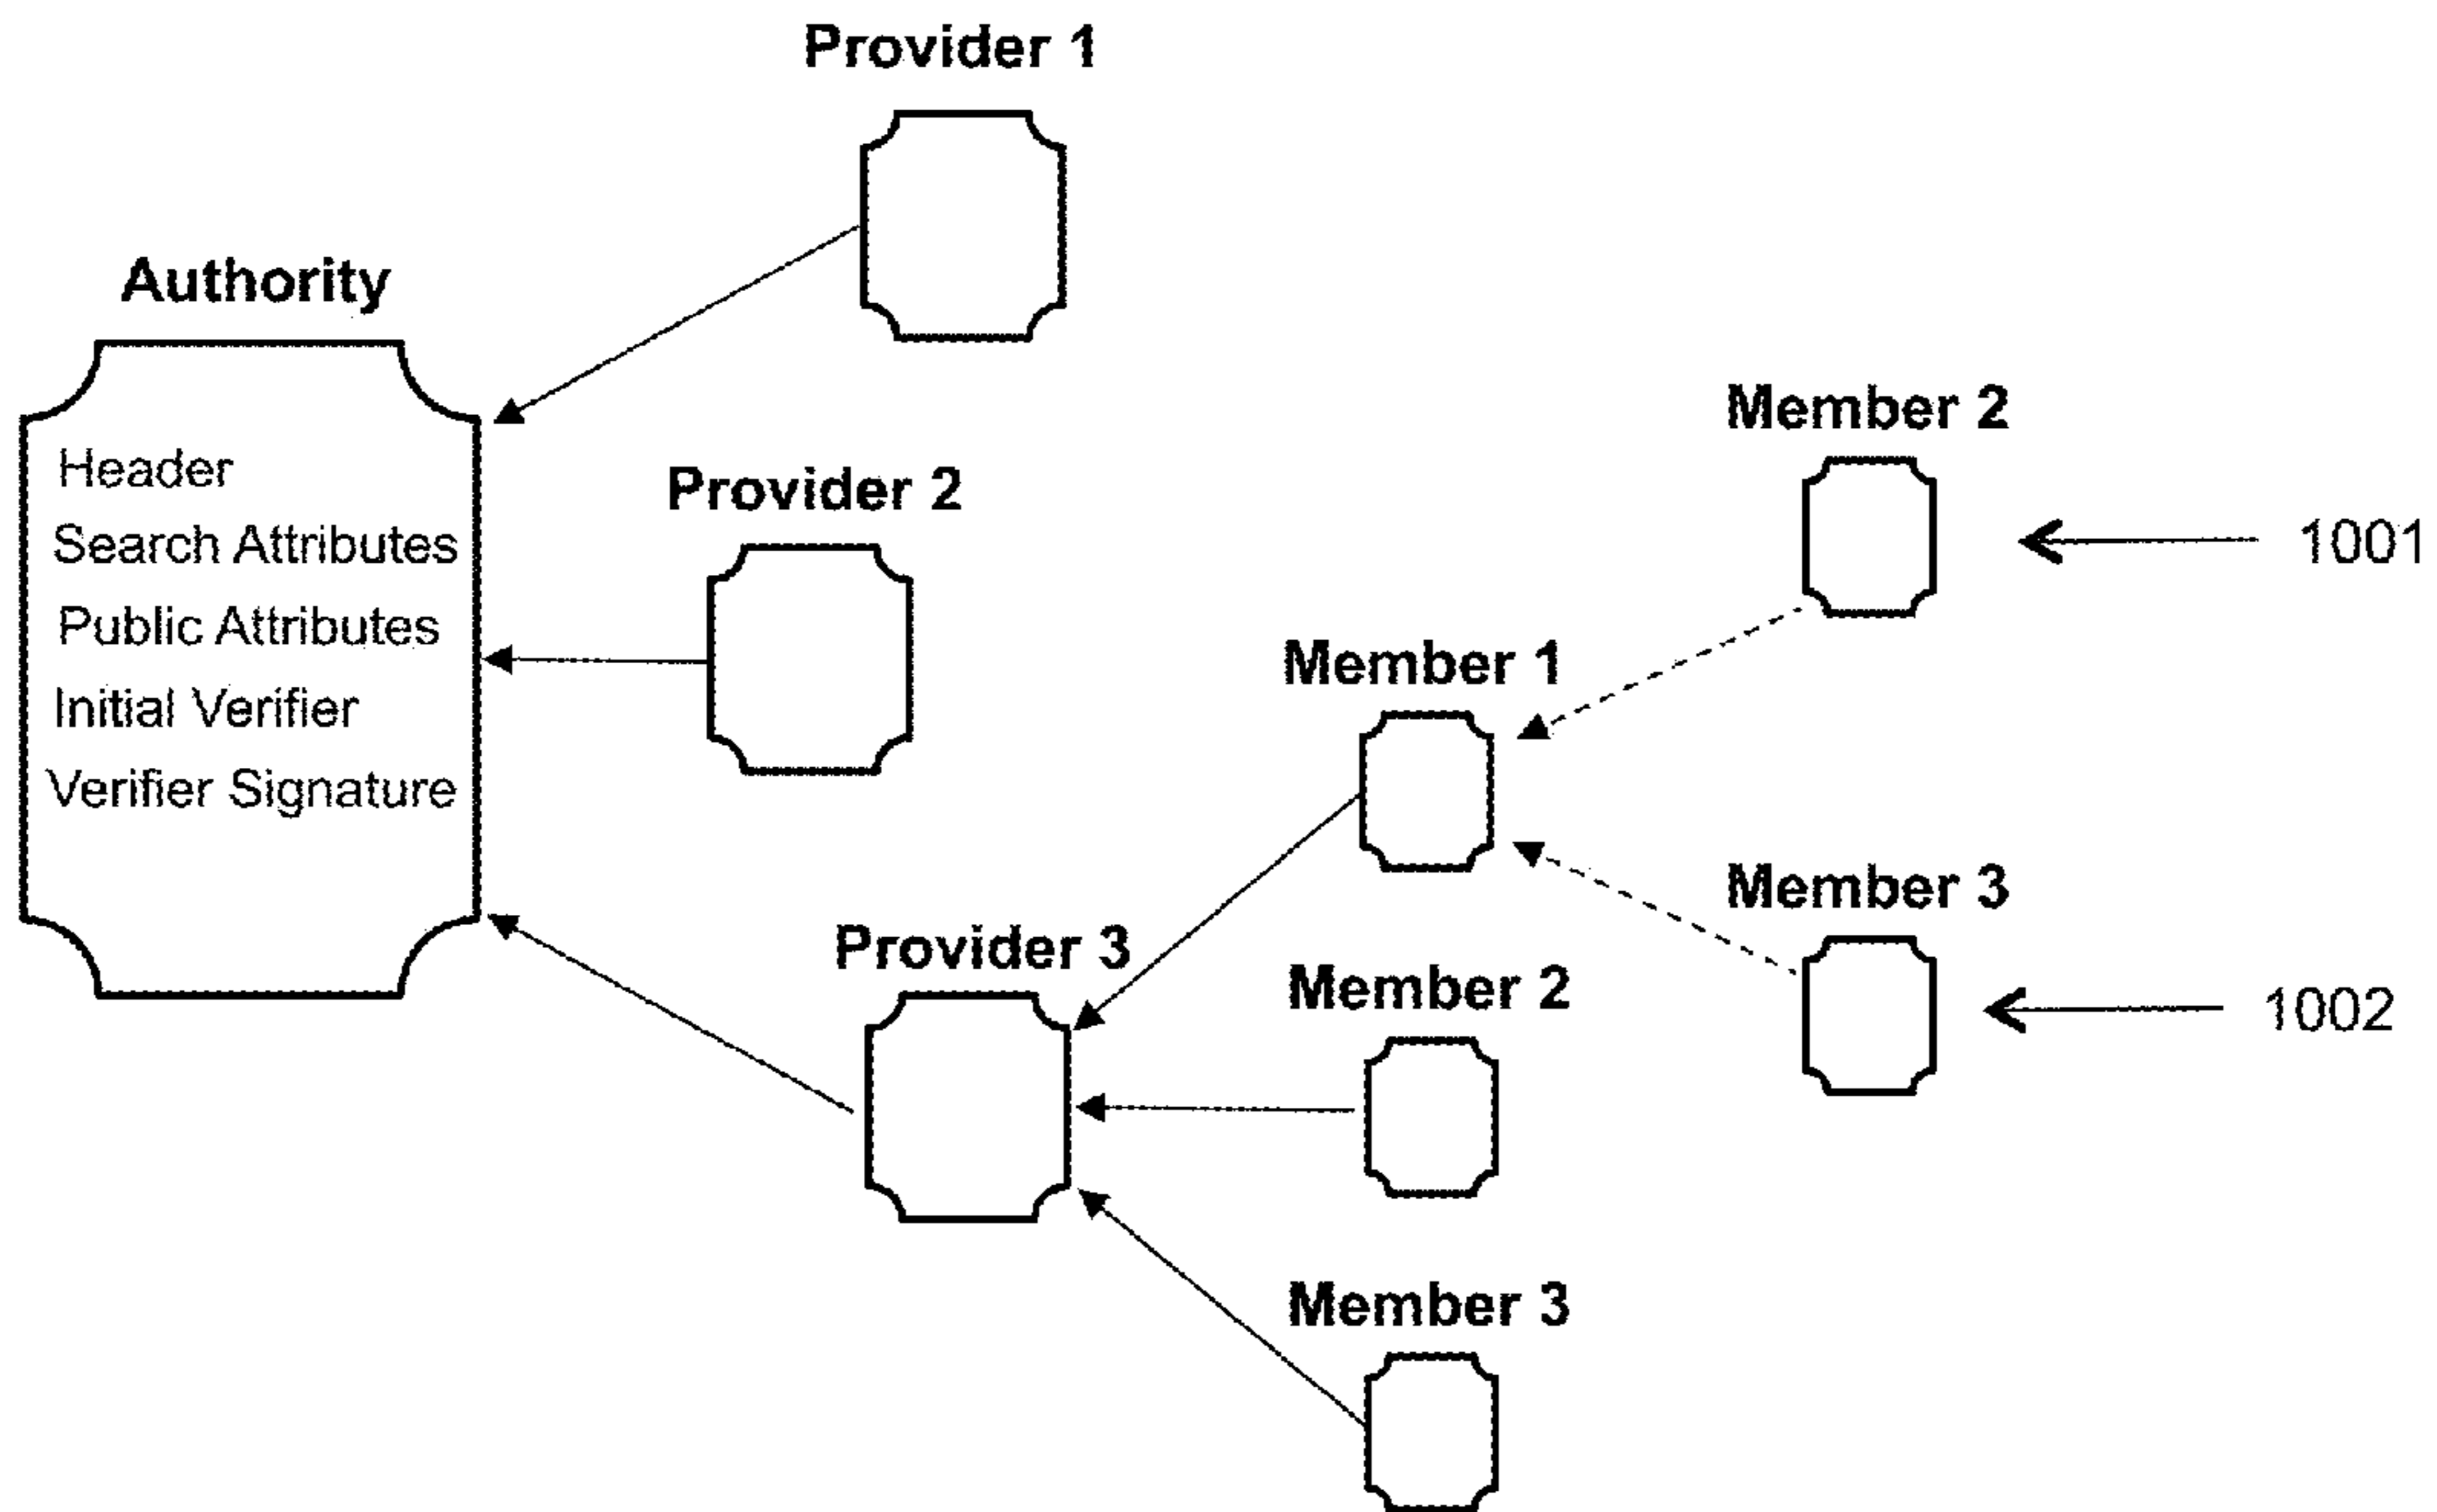 Provider 1
Authority
Header
Search Attributes
Public Attributes
Initial Verifier
Verifier Signature
Provider 2
Provider 3
Member 1
Member 2
Member 3
Member 2
1001
Member 3
1002